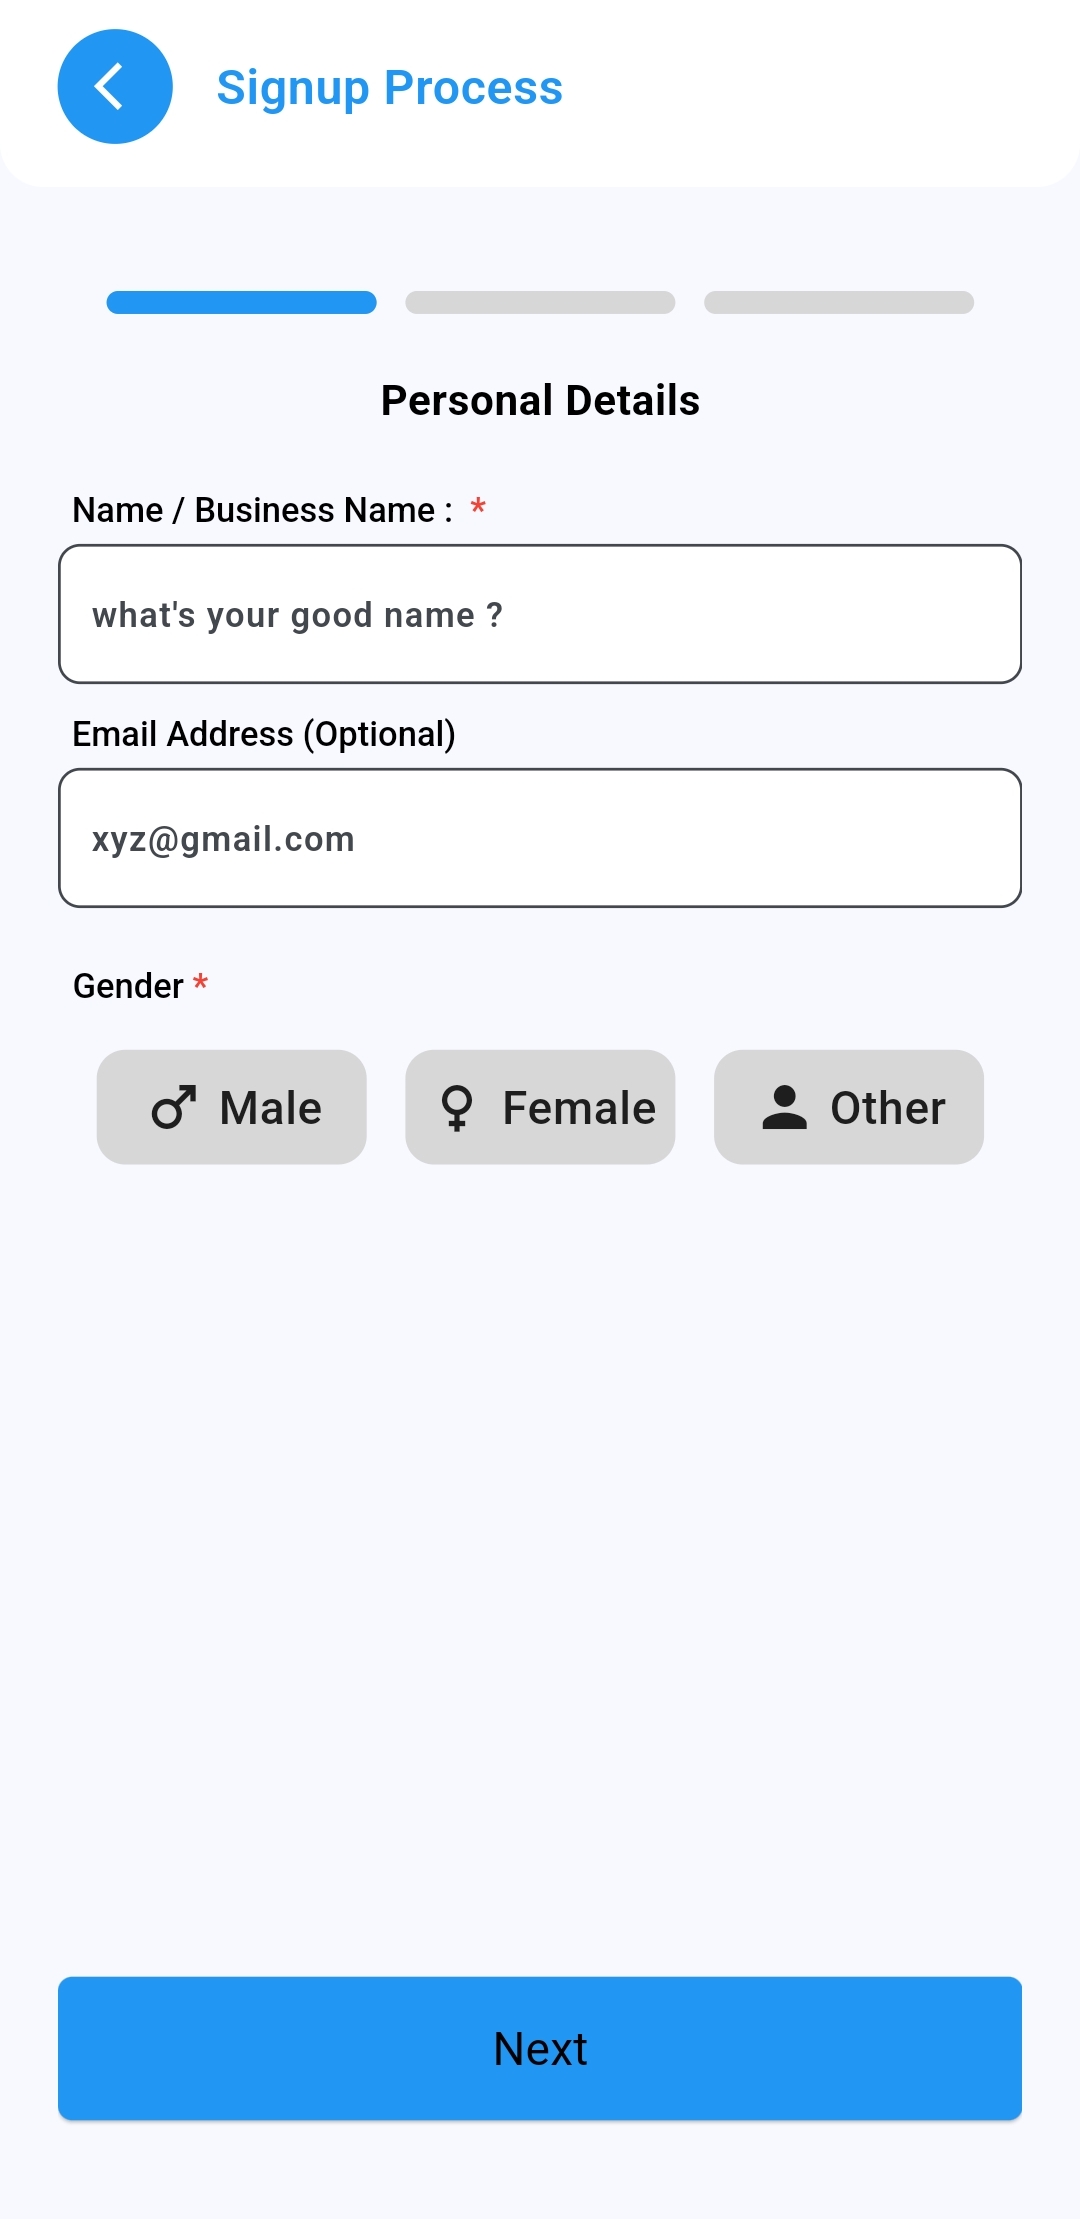 Signup Process
Personal Details
Name / Business Name : *
what's your good name ?
Email Address (Optional)
xyz@gmail.com
Gender *
Male Female Other
Next